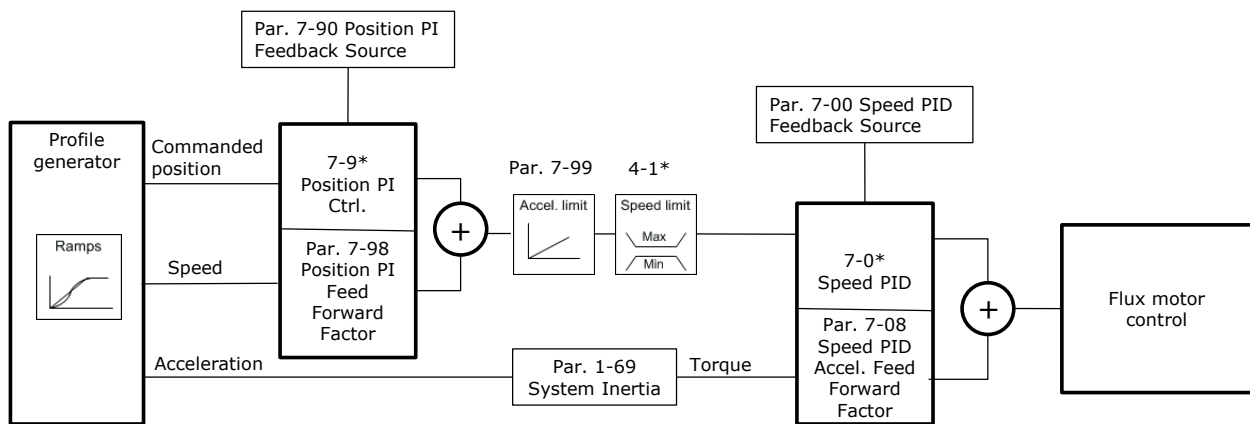 Par. 7-90 Position PI
Feedback Source
Par. 7-00 Speed PID
Feedback Source
Profile
generator
Ramps
Commanded
position
Speed
Acceleration
7-9*
Position PI
Ctrl.
Par. 7-98
Position PI
Feed
Forward
Factor
+
Par. 7-99
Accel. limit
4-1*
Speed limit
Max
Min
Par. 1-69
System Inertia
Torque
7-0*
Speed PID
Par. 7-08
Speed PID
Accel. Feed
Forward
Factor
+
Flux motor
control